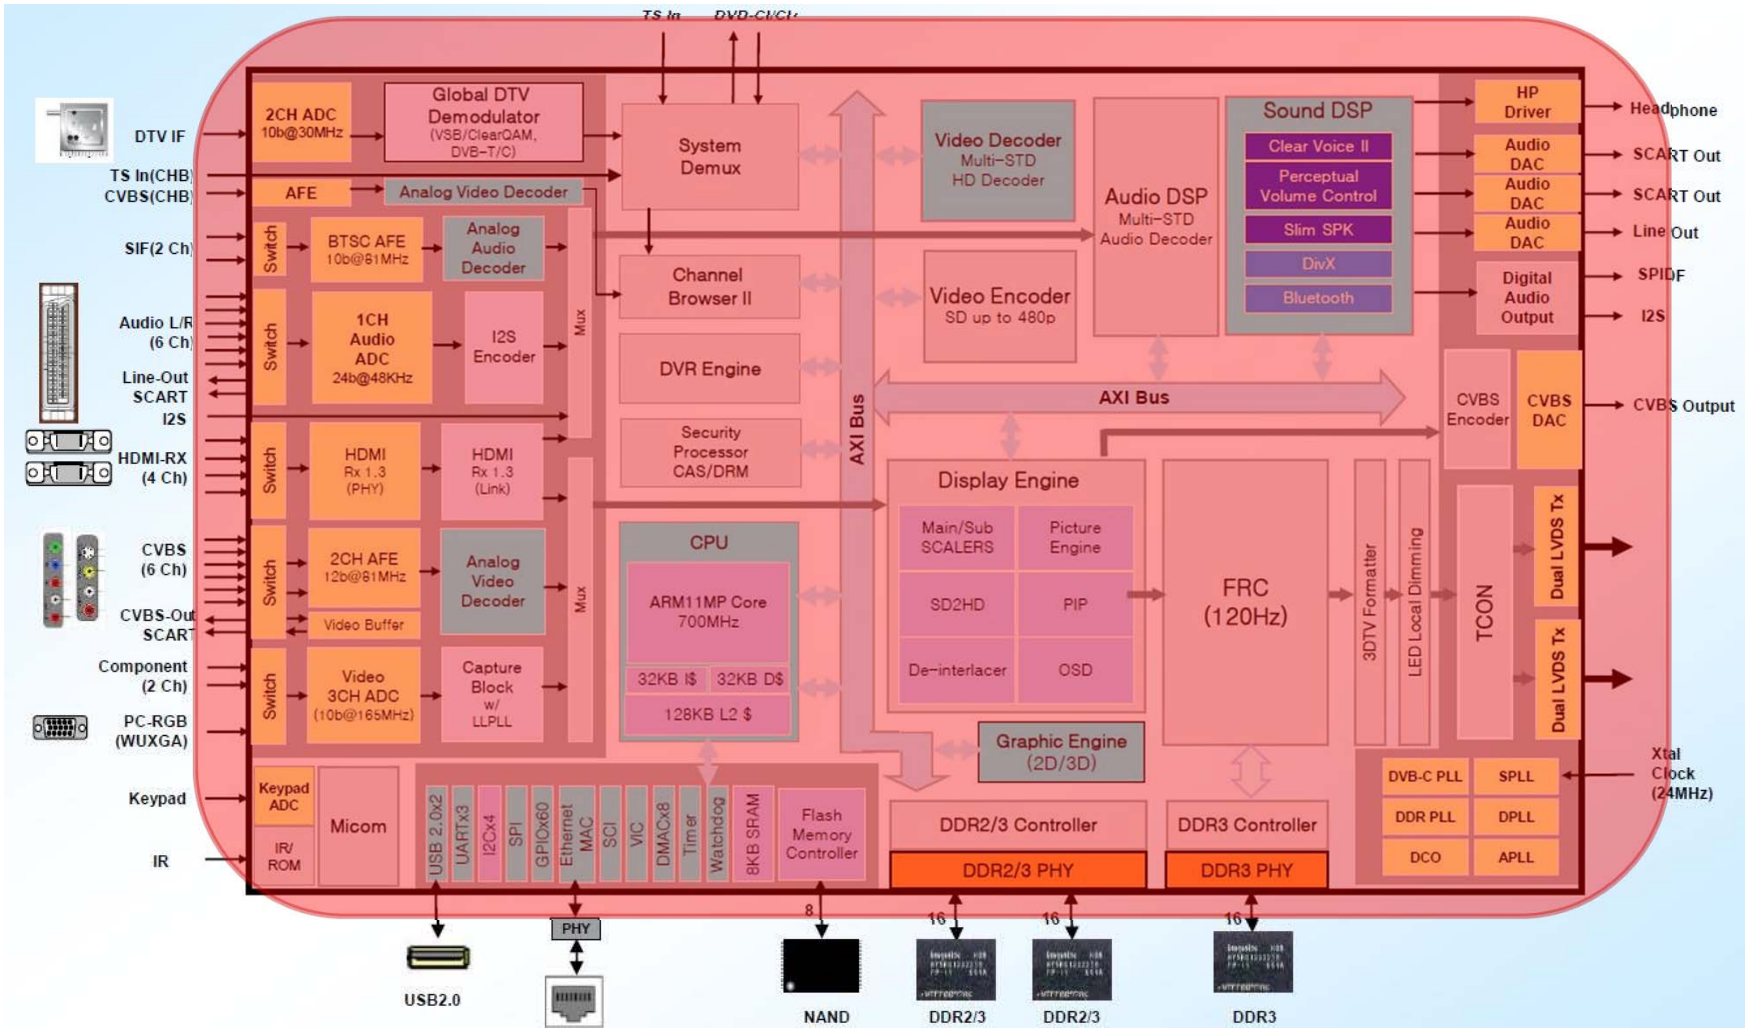 TS In
DVD-CI/CI+
2CH ADC
10b@30MHz
Global DTV
Demodulator
(VSB/ClearQAM,
DVB-T/C)
System
Demux
Video Decoder
Multi-STD
HD Decoder
Audio DSP
Multi-STD
Audio Decoder
Sound DSP
Clear Voice II
Perceptual
Volume Control
Slim SPK
DivX
Bluetooth
HP
Driver
Audio
DAC
Audio
DAC
Audio
DAC
Digital
Audio
Output
Headphone
SCART Out
SCART Out
Line Out
SPIDF
I2S
DTV IF
TS In(CHB)
CVBS(CHB)
AFE
Analog Video Decoder
SIF(2 Ch)
Switch
BTSC AFE
10b@81MHz
Analog
Audio
Decoder
Mux
Channel
Browser II
Video Encoder
SD up to 480p
Audio L/R
(6 Ch)
Line-Out
SCART
I2S
Switch
1CH
Audio
ADC
24b@48KHz
I2S
Encoder
DVR Engine
AXI Bus
AXI Bus
CVBS
Encoder
CVBS
DAC
CVBS Output
HDMI-RX
(4 Ch)
Switch
HDMI
Rx 1.3
(PHY)
HDMI
Rx 1.3
(Link)
Mux
Security
Processor
CAS/DRM
Display Engine
Main/Sub
SCALERS
Picture
Engine
SD2HD
PIP
De-interlacer
OSD
FRC
(120Hz)
3DTV Formatter
LED Local Dimming
TCON
Dual LVDS Tx
Dual LVDS Tx
CVBS
(6 Ch)
CVBS-Out
SCART
Switch
2CH AFE
12b@81MHz
Video Buffer
Analog
Video
Decoder
CPU
ARM11MP Core
700MHz
32KB I$
32KB D$
128KB L2 $
Component
(2 Ch)
PC-RGB
(WUXGA)
Switch
Video
3CH ADC
(10b@165MHz)
Capture
Block
w/
LLPLL
Graphic Engine
(2D/3D)
Keypad
IR
Keypad
ADC
IR/
ROM
Micom
USB 2.0x2
UARTx3
I2Cx4
SPI
GPIOx60
Ethernet
MAC
SCI
VIC
DMACx8
Timer
Watchdog
8KB SRAM
Flash
Memory
Controller
DDR2/3 Controller
DDR2/3 PHY
DDR3 Controller
DDR3 PHY
DVB-C PLL
SPLL
DDR PLL
DPLL
DCO
APLL
Xtal
Clock
(24MHz)
8
16
16
16
PHY
USB2.0
NAND
DDR2/3
DDR2/3
DDR3